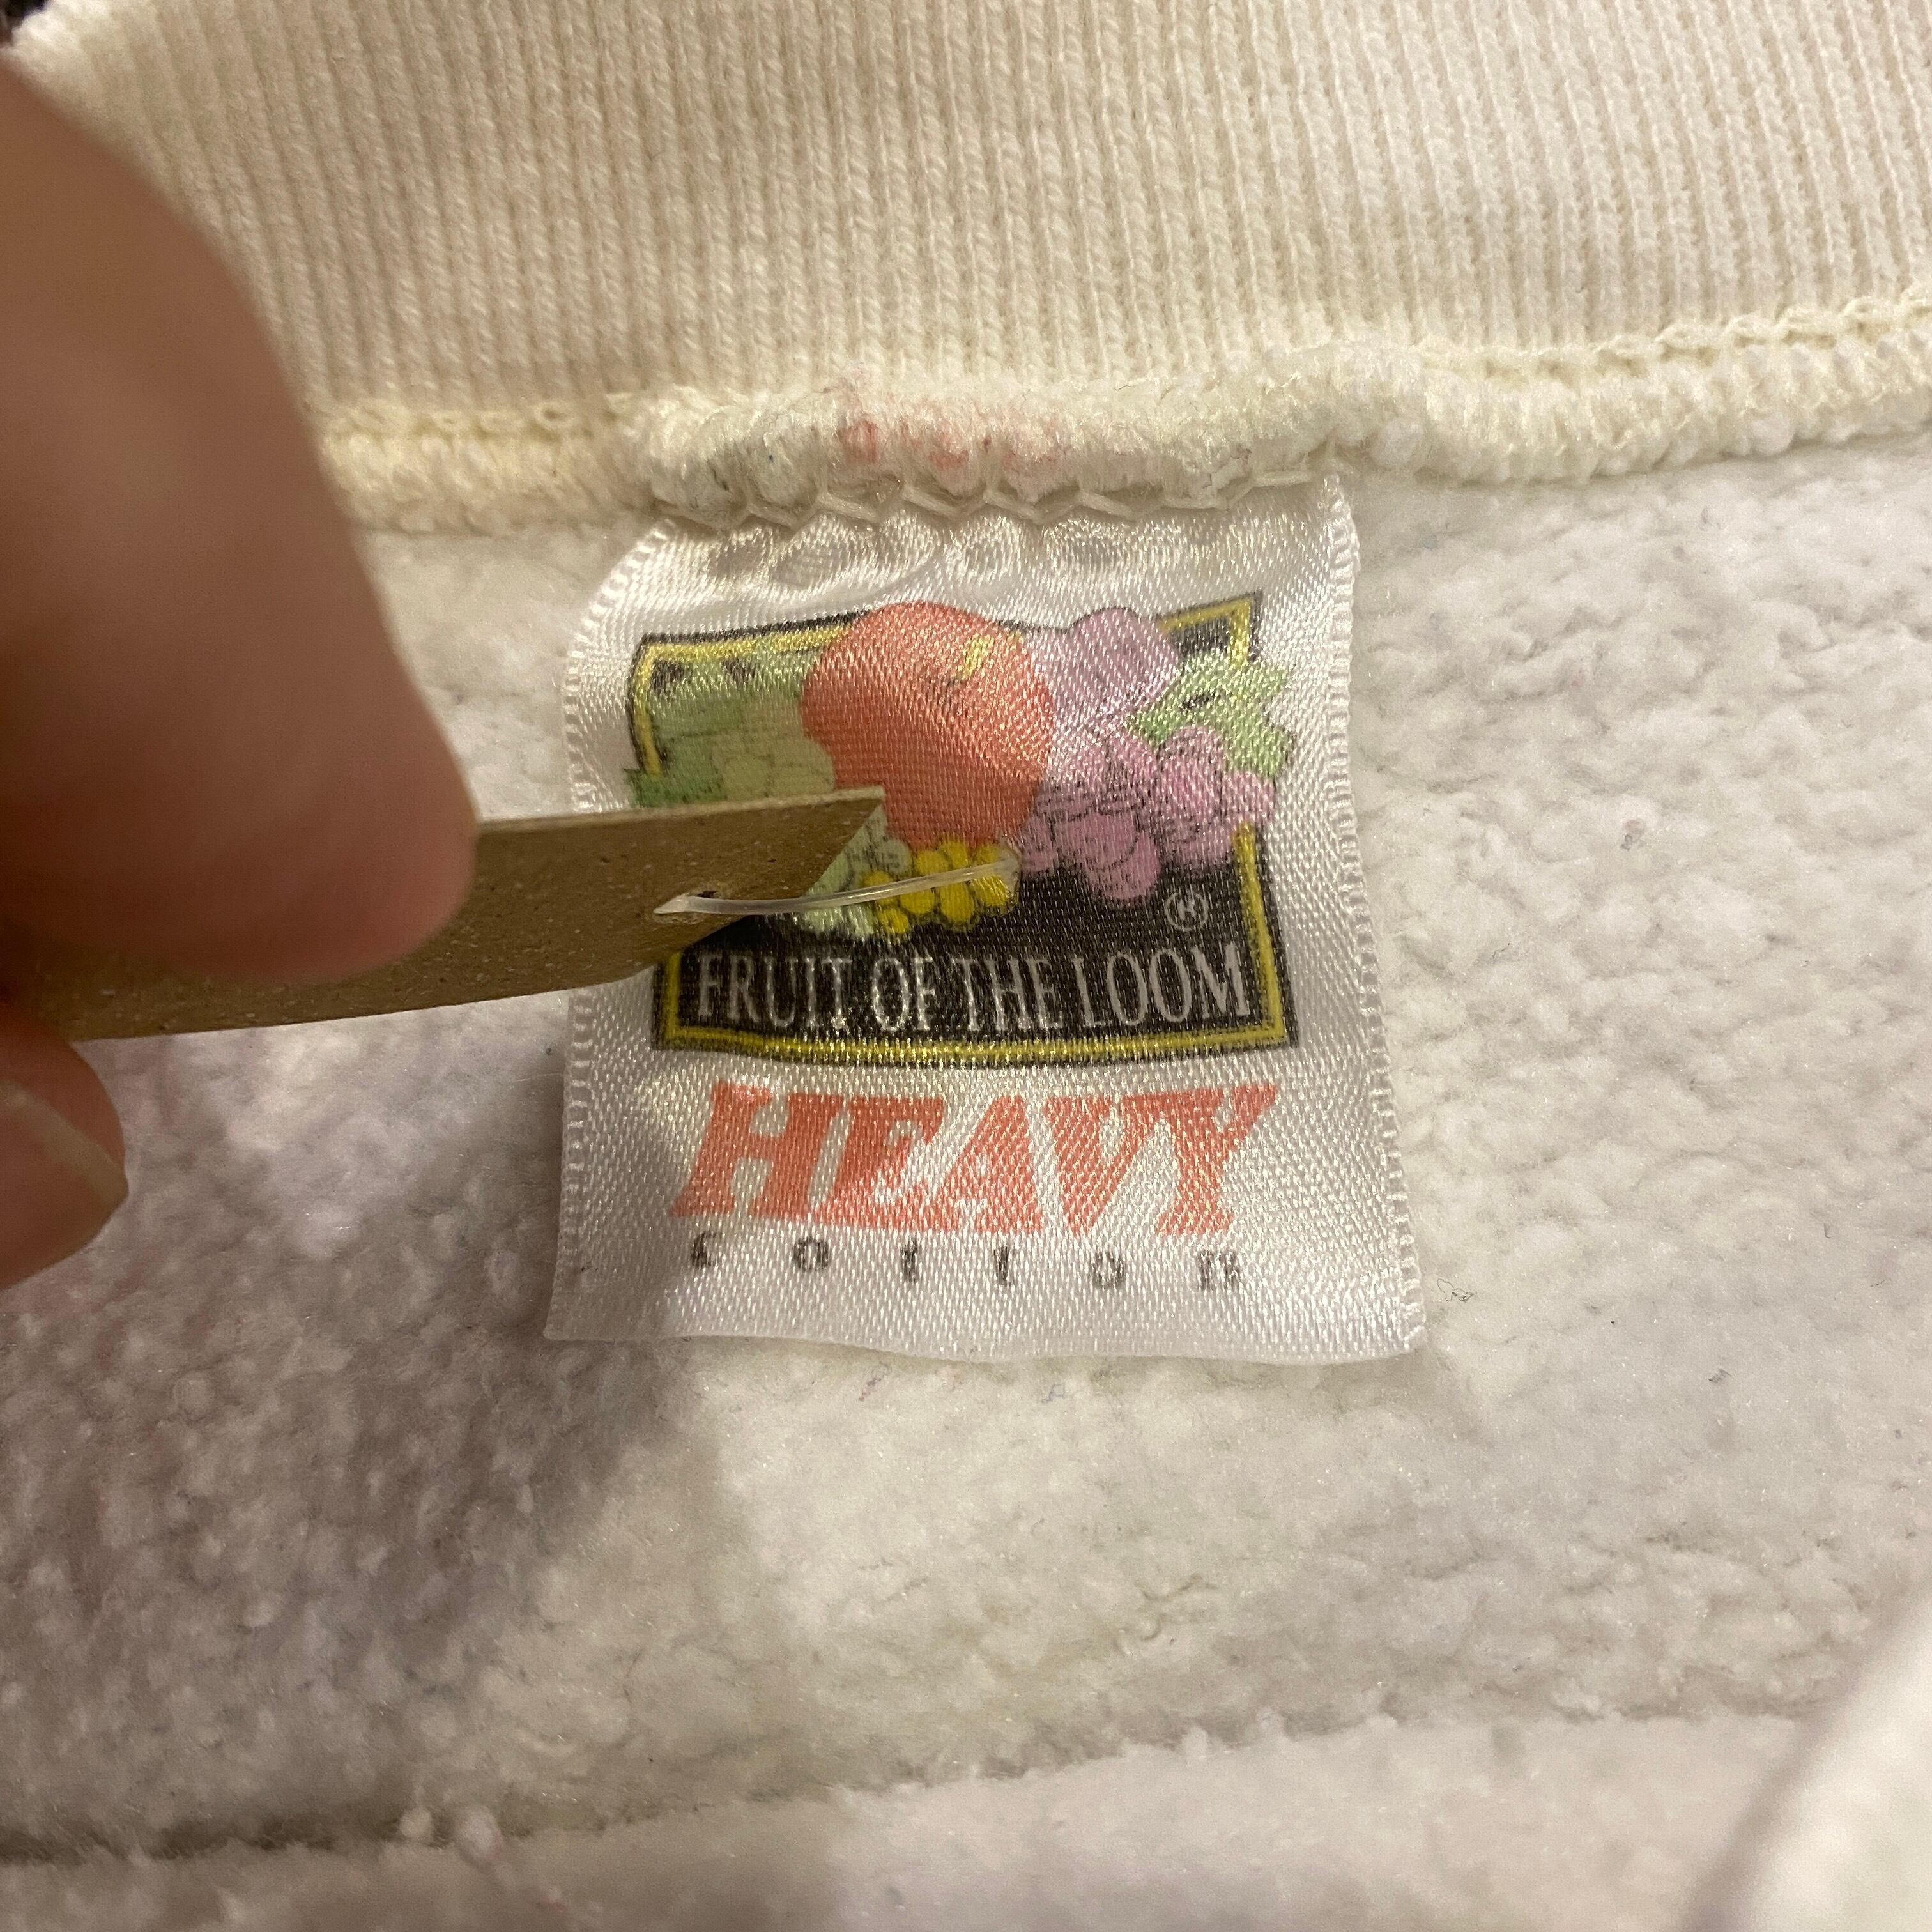 ®
FRUIT OF THE LOOM
HEAVY
cotton